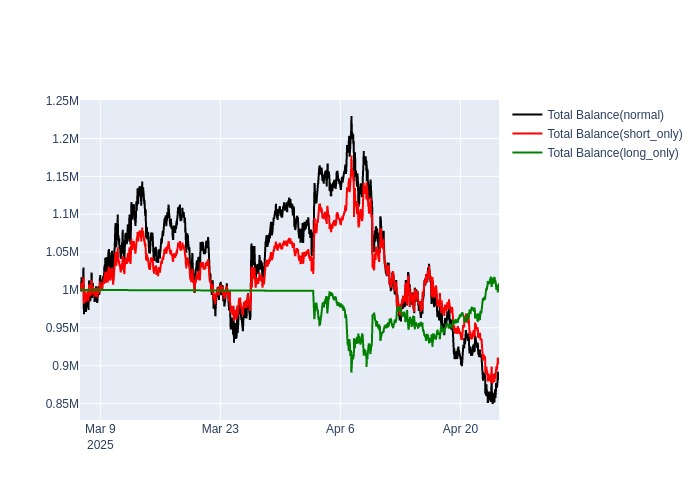 1.25M
1.2M
1.15M
1.1M
1.05M
1M
0.95M
0.9M
0.85M
Mar 9
2025
Mar 23
Apr 6
Apr 20
Total Balance(normal)
Total Balance(short_only)
Total Balance(long_only)